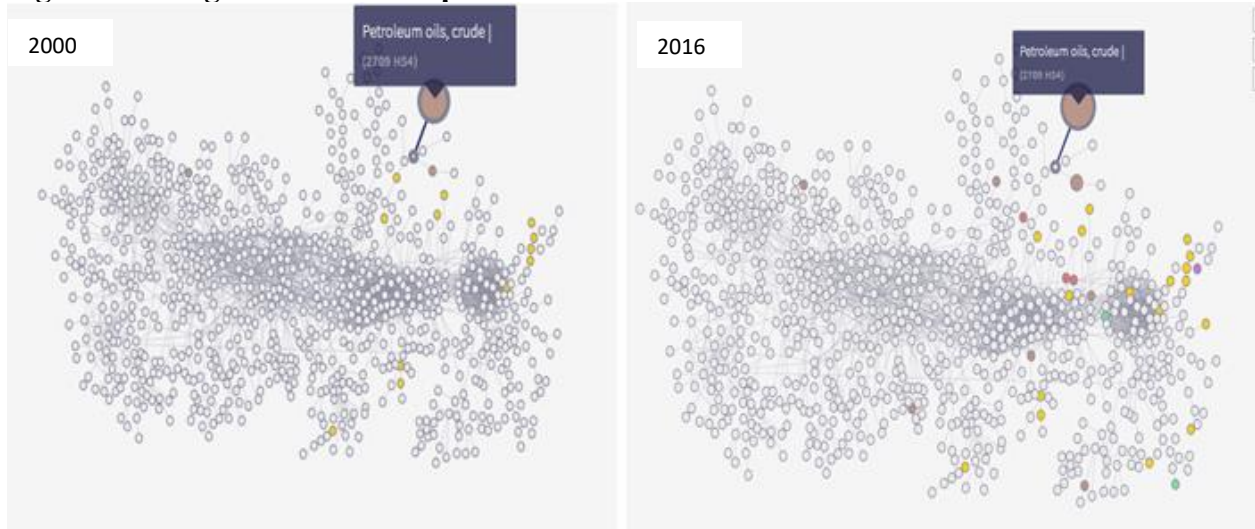 2000
Petroleum oils, crude |
(2709 HS4)
2016
Petroleum oils, crude |
(2709 HS4)